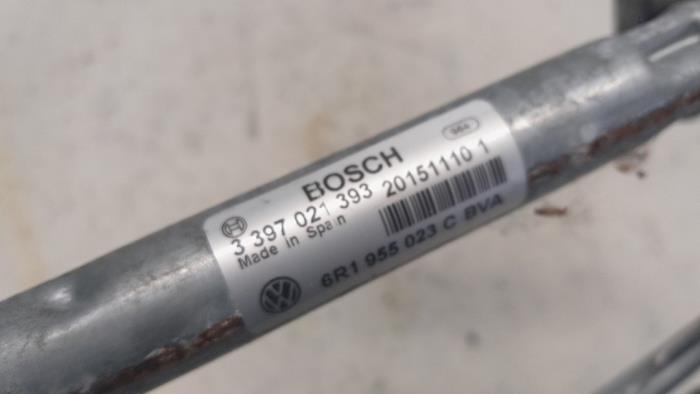 BOSCH
3 397 021 393 20151110 1
Made in Spain
6R1 955 023 C BVA